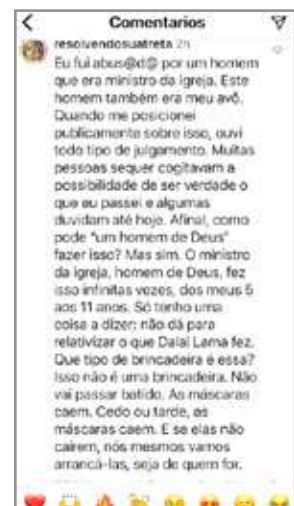 Comentarios
resolvendosuatreta 2h
Eu fui abus@d@ por um homem
que era ministro da igreja. Este
homem também era meu avô.
Quando me posicionei
publicamente sobre isso, ouvi
todo tipo de julgamento. Muitas
pessoas sequer cogitavam a
possibilidade de ser verdade o
que eu passei e algumas
duvidam até hoje. Afinal, como
pode "um homem de Deus"
fazer isso? Mas sim. O ministro
da igreja, homem de Deus, fez
isso infinitas vezes, dos meus 5
aos 11 anos. Só tenho uma
coisa a dizer: não dá para
relativizar o que Dalai Lama fez.
Que tipo de brincadeira é essa?
Isso não é uma brincadeira. Não
vai passar batido. As máscaras
caem. Cedo ou tarde, as
máscaras caem. E se elas não
caírem, nós mesmos vamos
arrancá-las, seja de quem for.